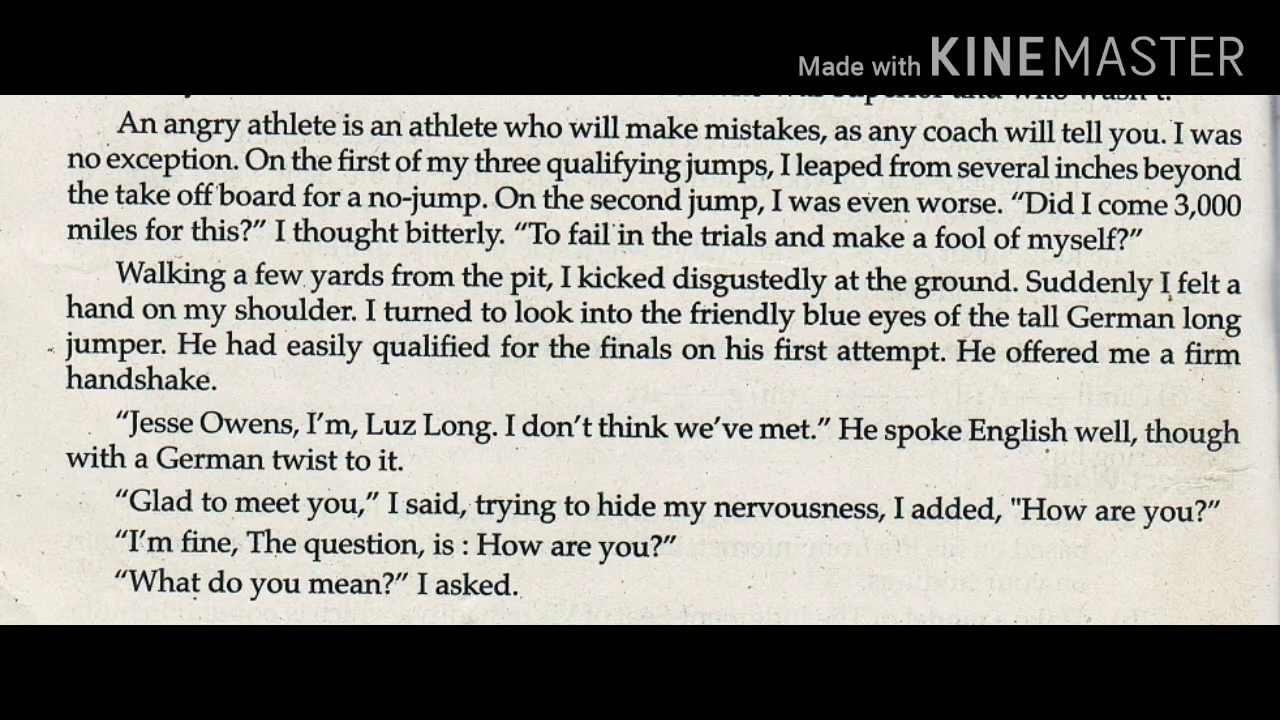 Made with KINEMASTER
superior and who wasn't.
An angry athlete is an athlete who will make mistakes, as any coach will tell you. I was
no exception. On the first of my three qualifying jumps, I leaped from several inches beyond
the take off board for a no-jump. On the second jump, I was even worse. “Did I come 3,000
miles for this?” I thought bitterly. “To fail in the trials and make a fool of myself?”
Walking a few yards from the pit, I kicked disgustedly at the ground. Suddenly I felt a
hand on my shoulder. I turned to look into the friendly blue eyes of the tall German long
jumper. He had easily qualified for the finals on his first attempt. He offered me a firm
handshake.
“Jesse Owens, I’m, Luz Long. I don’t think we’ve met.” He spoke English well, though
with a German twist to it.
“Glad to meet you,” I said, trying to hide my nervousness, I added, "How are you?”
“I’m fine, The question, is : How are you?”
“What do you mean?” I asked.